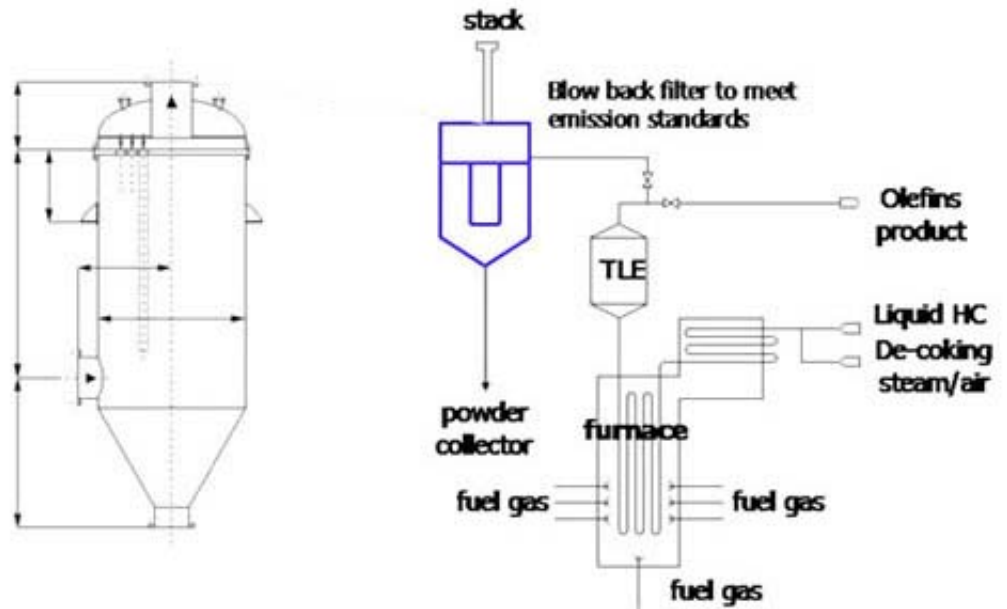 stack
Blow back filter to meet
emission standards
Olefins
product
TLE
Liquid HC
De-coking
steam/air
powder
collector
furnace
fuel gas
fuel gas
fuel gas